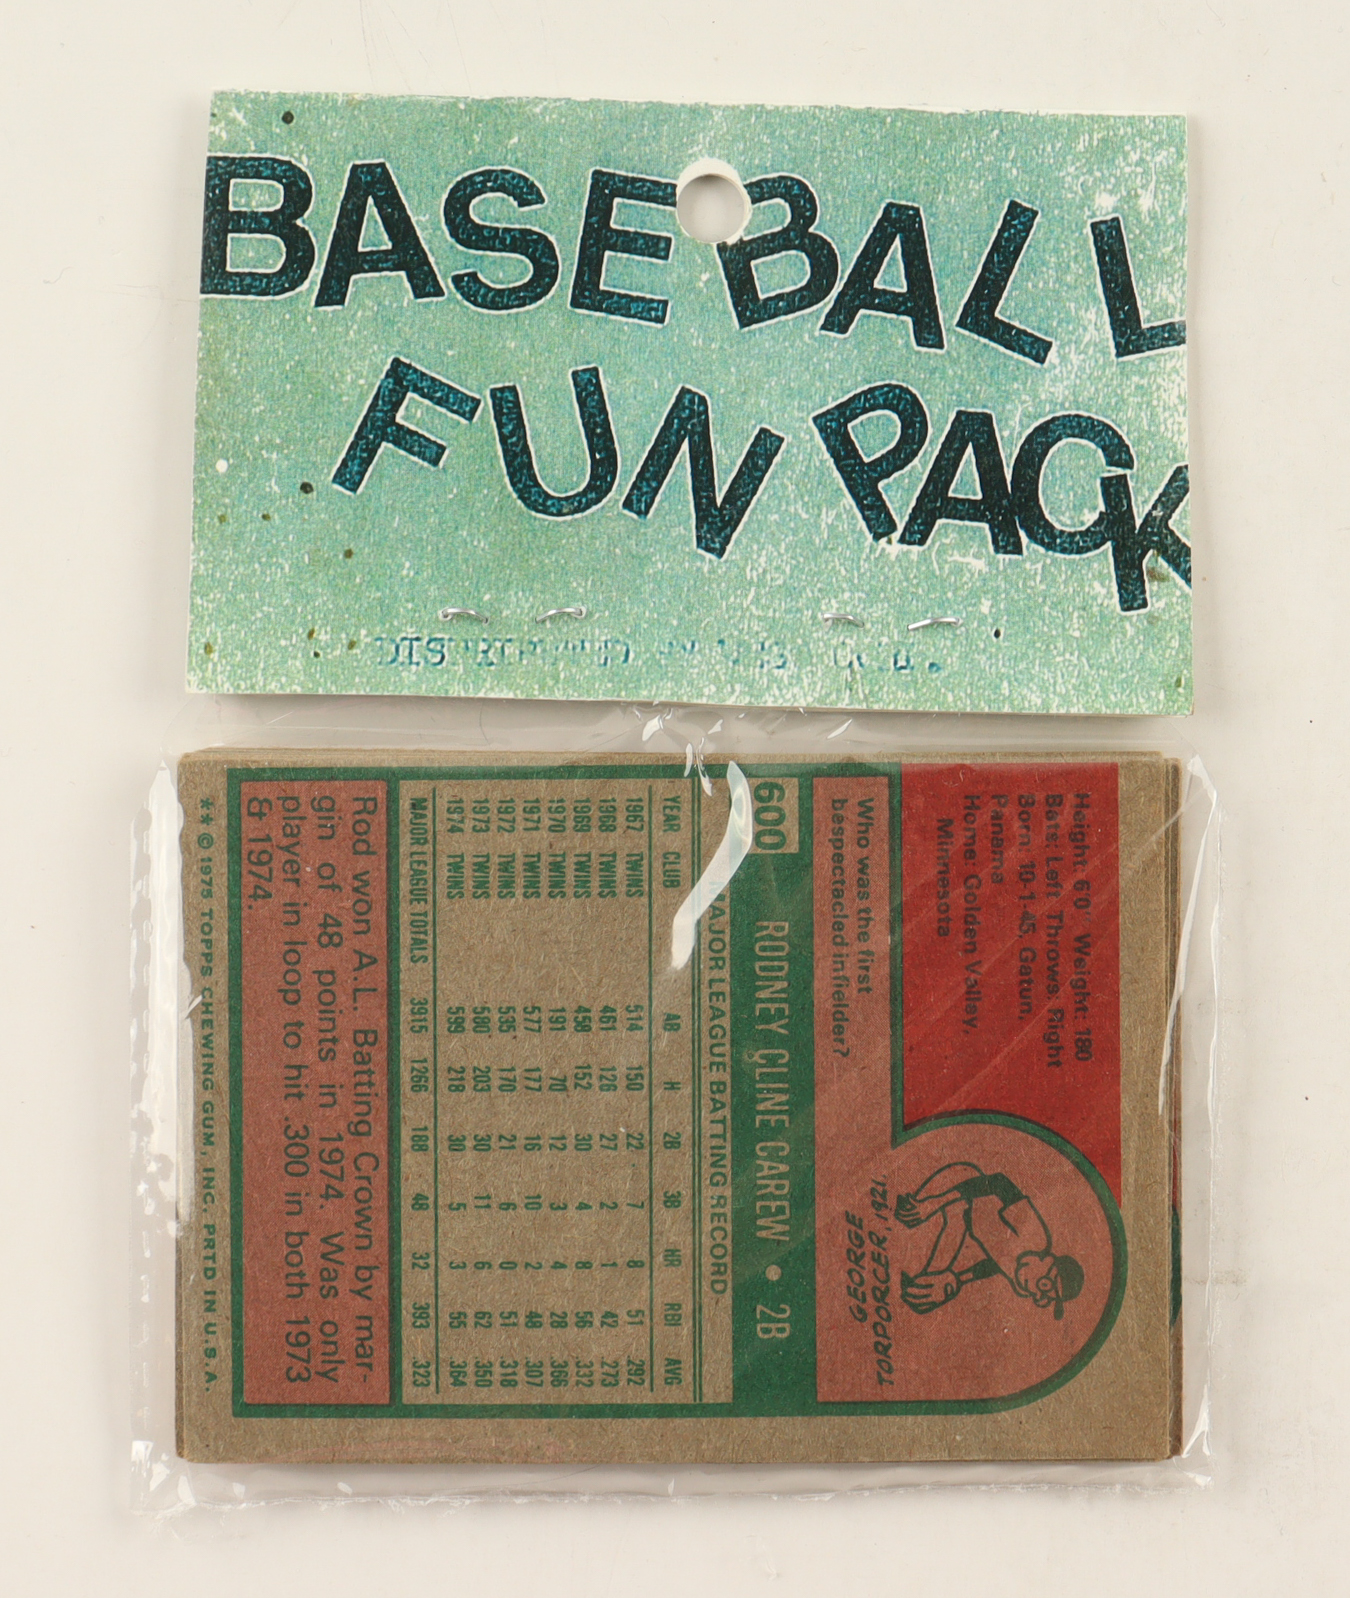 BASEBALL
FUN PACK
DISTRIBUTED
Height: 6'0" Weight: 180
Bats: Left Throws: Right
Born: 10-1-45, Gatun,
Panama
Home: Golden Valley,
Minnesota
Who was the first
bespectacled infielder?
GEORGE
TORPORCER, 1921.
600 RODNEY CLINE CAREW • 2B
MAJOR LEAGUE BATTING RECORD
YEAR CLUB AB H 2B 3B HR RBI AVG
1967 TWINS 514 150 22 7 8 51 .292
1968 TWINS 461 126 27 2 1 42 .273
1969 TWINS 458 152 30 4 8 56 .332
1970 TWINS 191 70 12 3 4 28 .366
1971 TWINS 577 177 16 10 2 48 .307
1972 TWINS 535 170 21 6 0 51 .318
1973 TWINS 580 203 30 11 6 62 .350
1974 TWINS 599 218 30 5 3 55 .364
MAJOR LEAGUE TOTALS 3915 1266 188 48 32 393 .323
Rod won A.L. Batting Crown by mar-
gin of 48 points in 1974. Was only
player in loop to hit .300 in both 1973
& 1974.
** © 1975 TOPPS CHEWING GUM, INC. PRTD IN U.S.A.